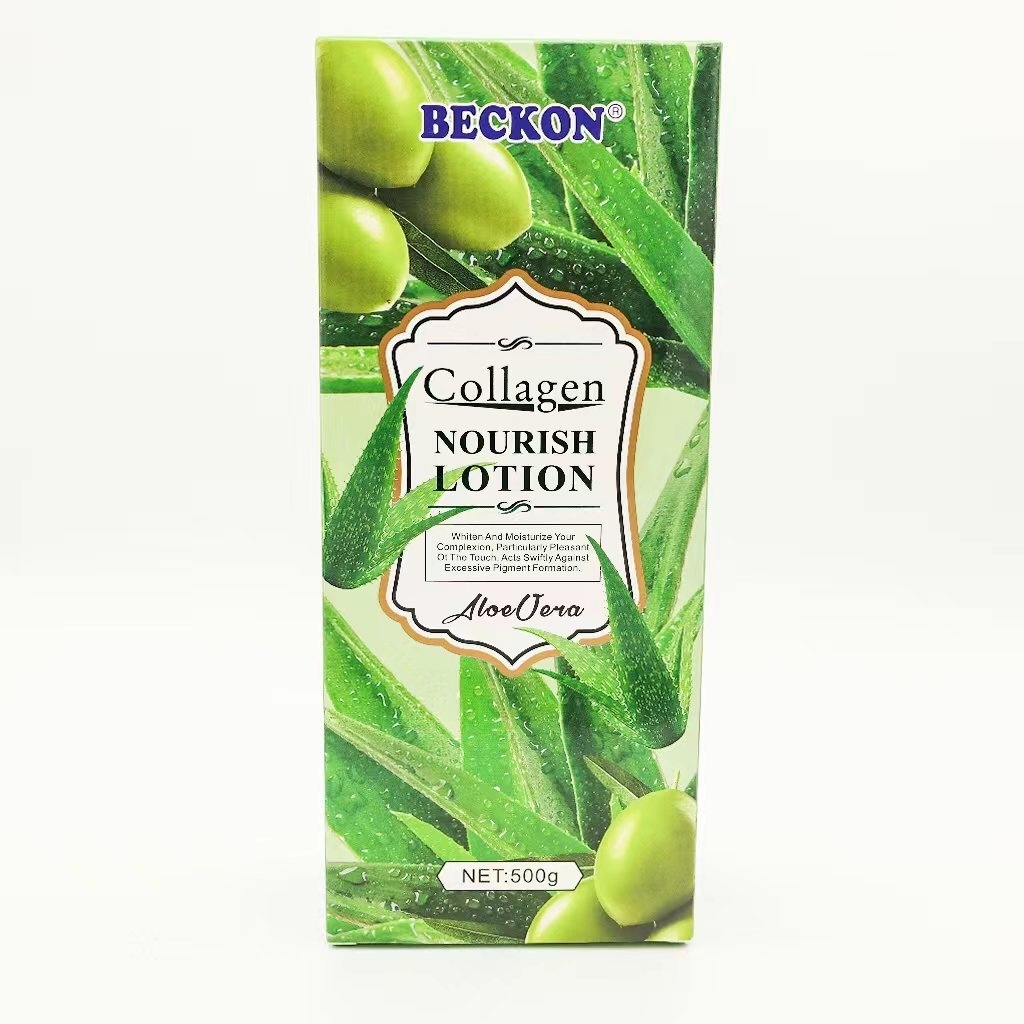 BECKON®
Collagen
NOURISH
LOTION
Whiten And Moisturize Your
Complexion, Particularly Pleasant
Of The Touch, Acts Swiftly Against
Excessive Pigment Formation.
AloeVera
NET:500g